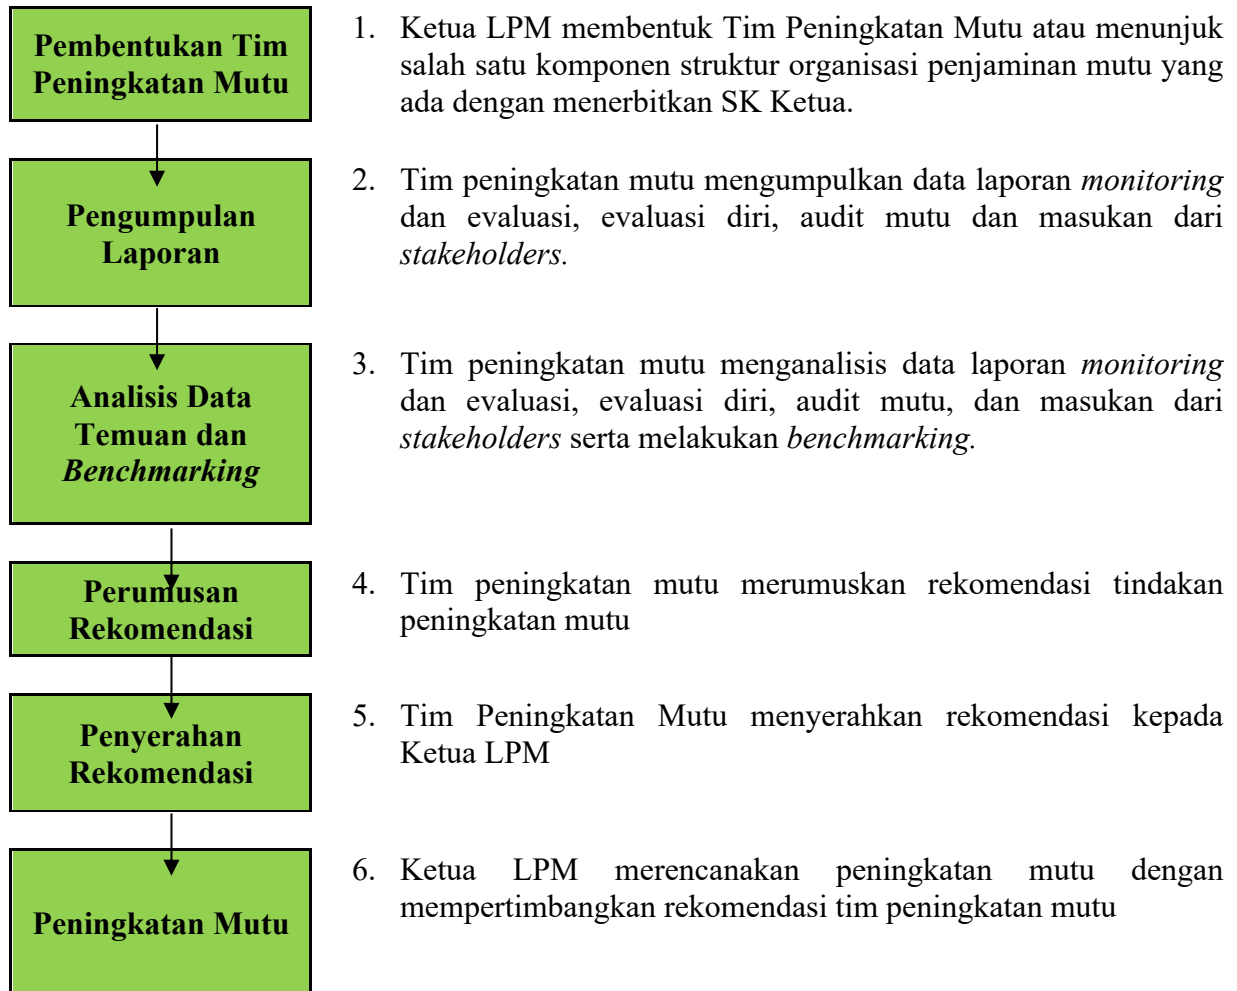 Pembentukan Tim
Peningkatan Mutu
1. Ketua LPM membentuk Tim Peningkatan Mutu atau menunjuk
salah satu komponen struktur organisasi penjaminan mutu yang
ada dengan menerbitkan SK Ketua.
Pengumpulan
Laporan
2. Tim peningkatan mutu mengumpulkan data laporan monitoring
dan evaluasi, evaluasi diri, audit mutu dan masukan dari
stakeholders.
Analisis Data
Temuan dan
Benchmarking
3. Tim peningkatan mutu menganalisis data laporan monitoring
dan evaluasi, evaluasi diri, audit mutu, dan masukan dari
stakeholders serta melakukan benchmarking.
Perumusan
Rekomendasi
4. Tim peningkatan mutu merumuskan rekomendasi tindakan
peningkatan mutu
Penyerahan
Rekomendasi
5. Tim Peningkatan Mutu menyerahkan rekomendasi kepada
Ketua LPM
Peningkatan Mutu
6. Ketua LPM merencanakan peningkatan mutu dengan
mempertimbangkan rekomendasi tim peningkatan mutu